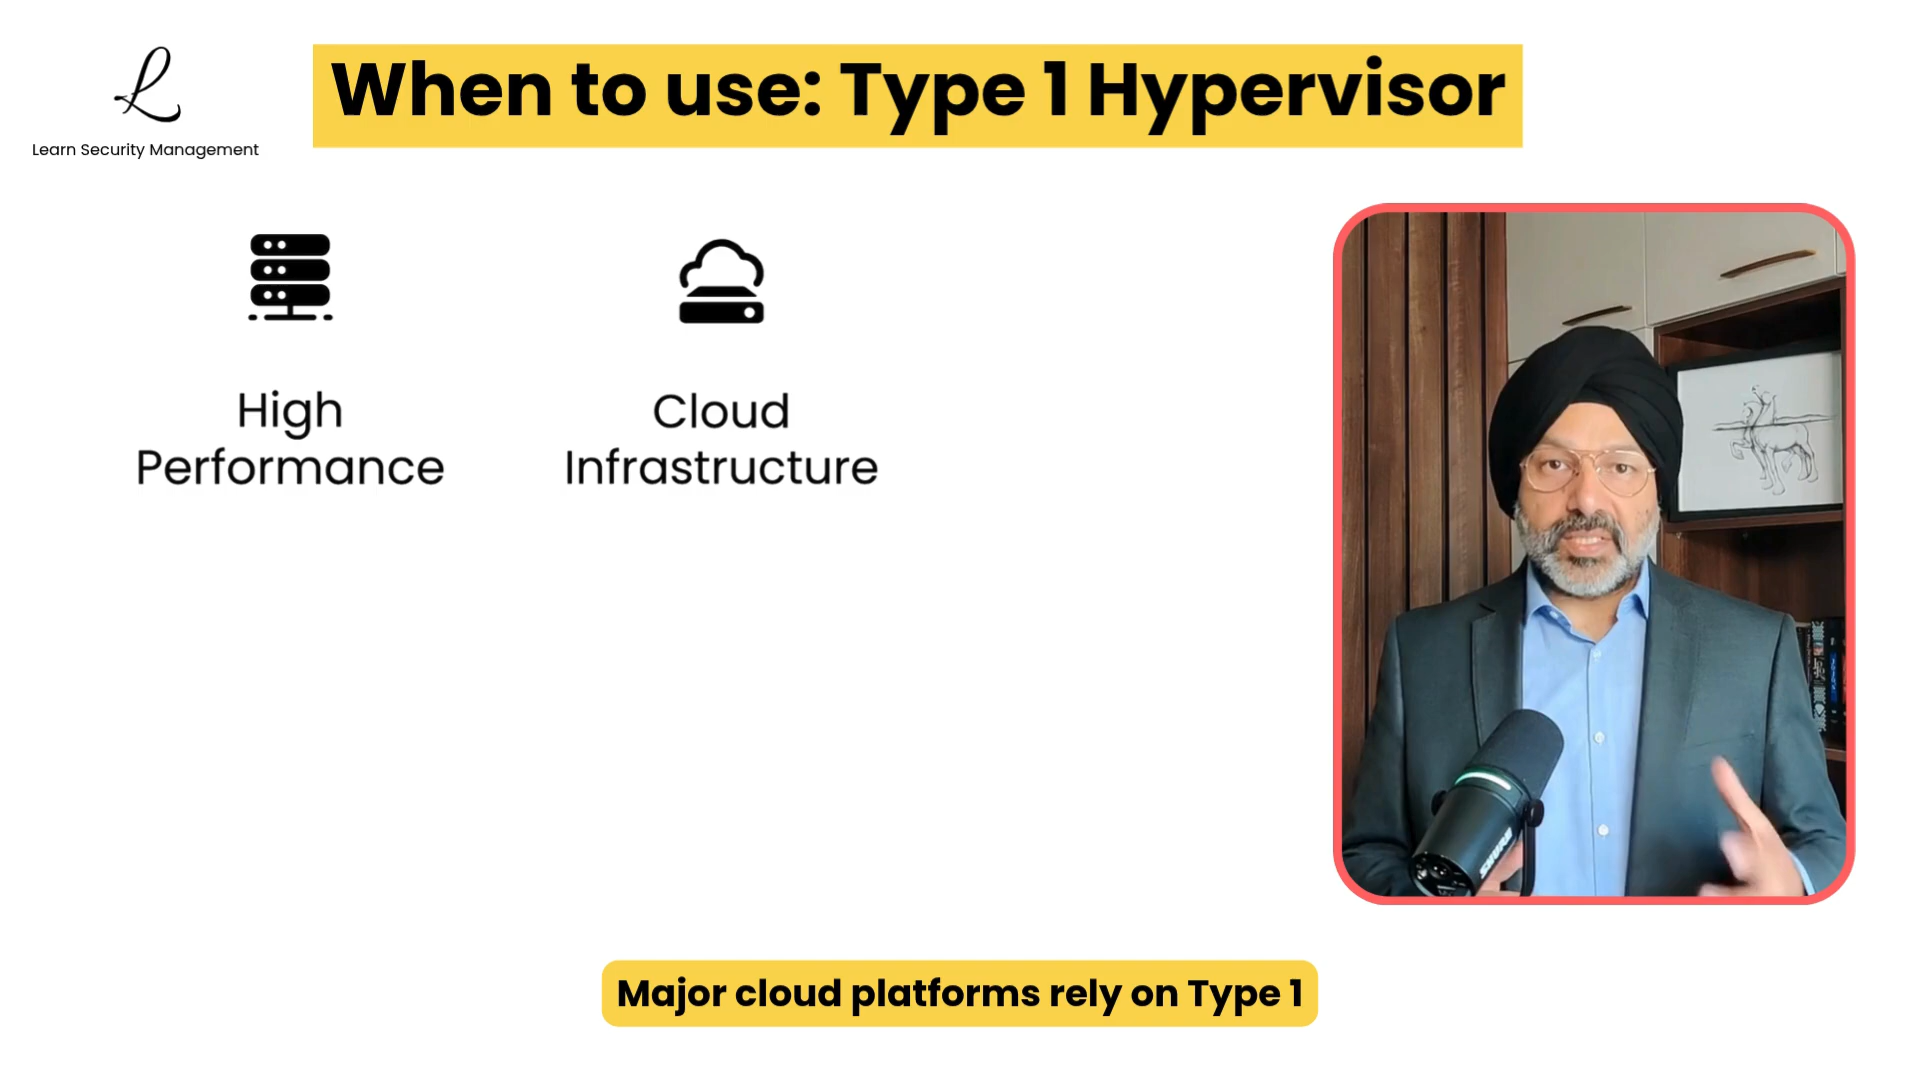 L
Learn Security Management
When to use: Type 1 Hypervisor
High
Performance
Cloud
Infrastructure
SHURE
Major cloud platforms rely on Type 1